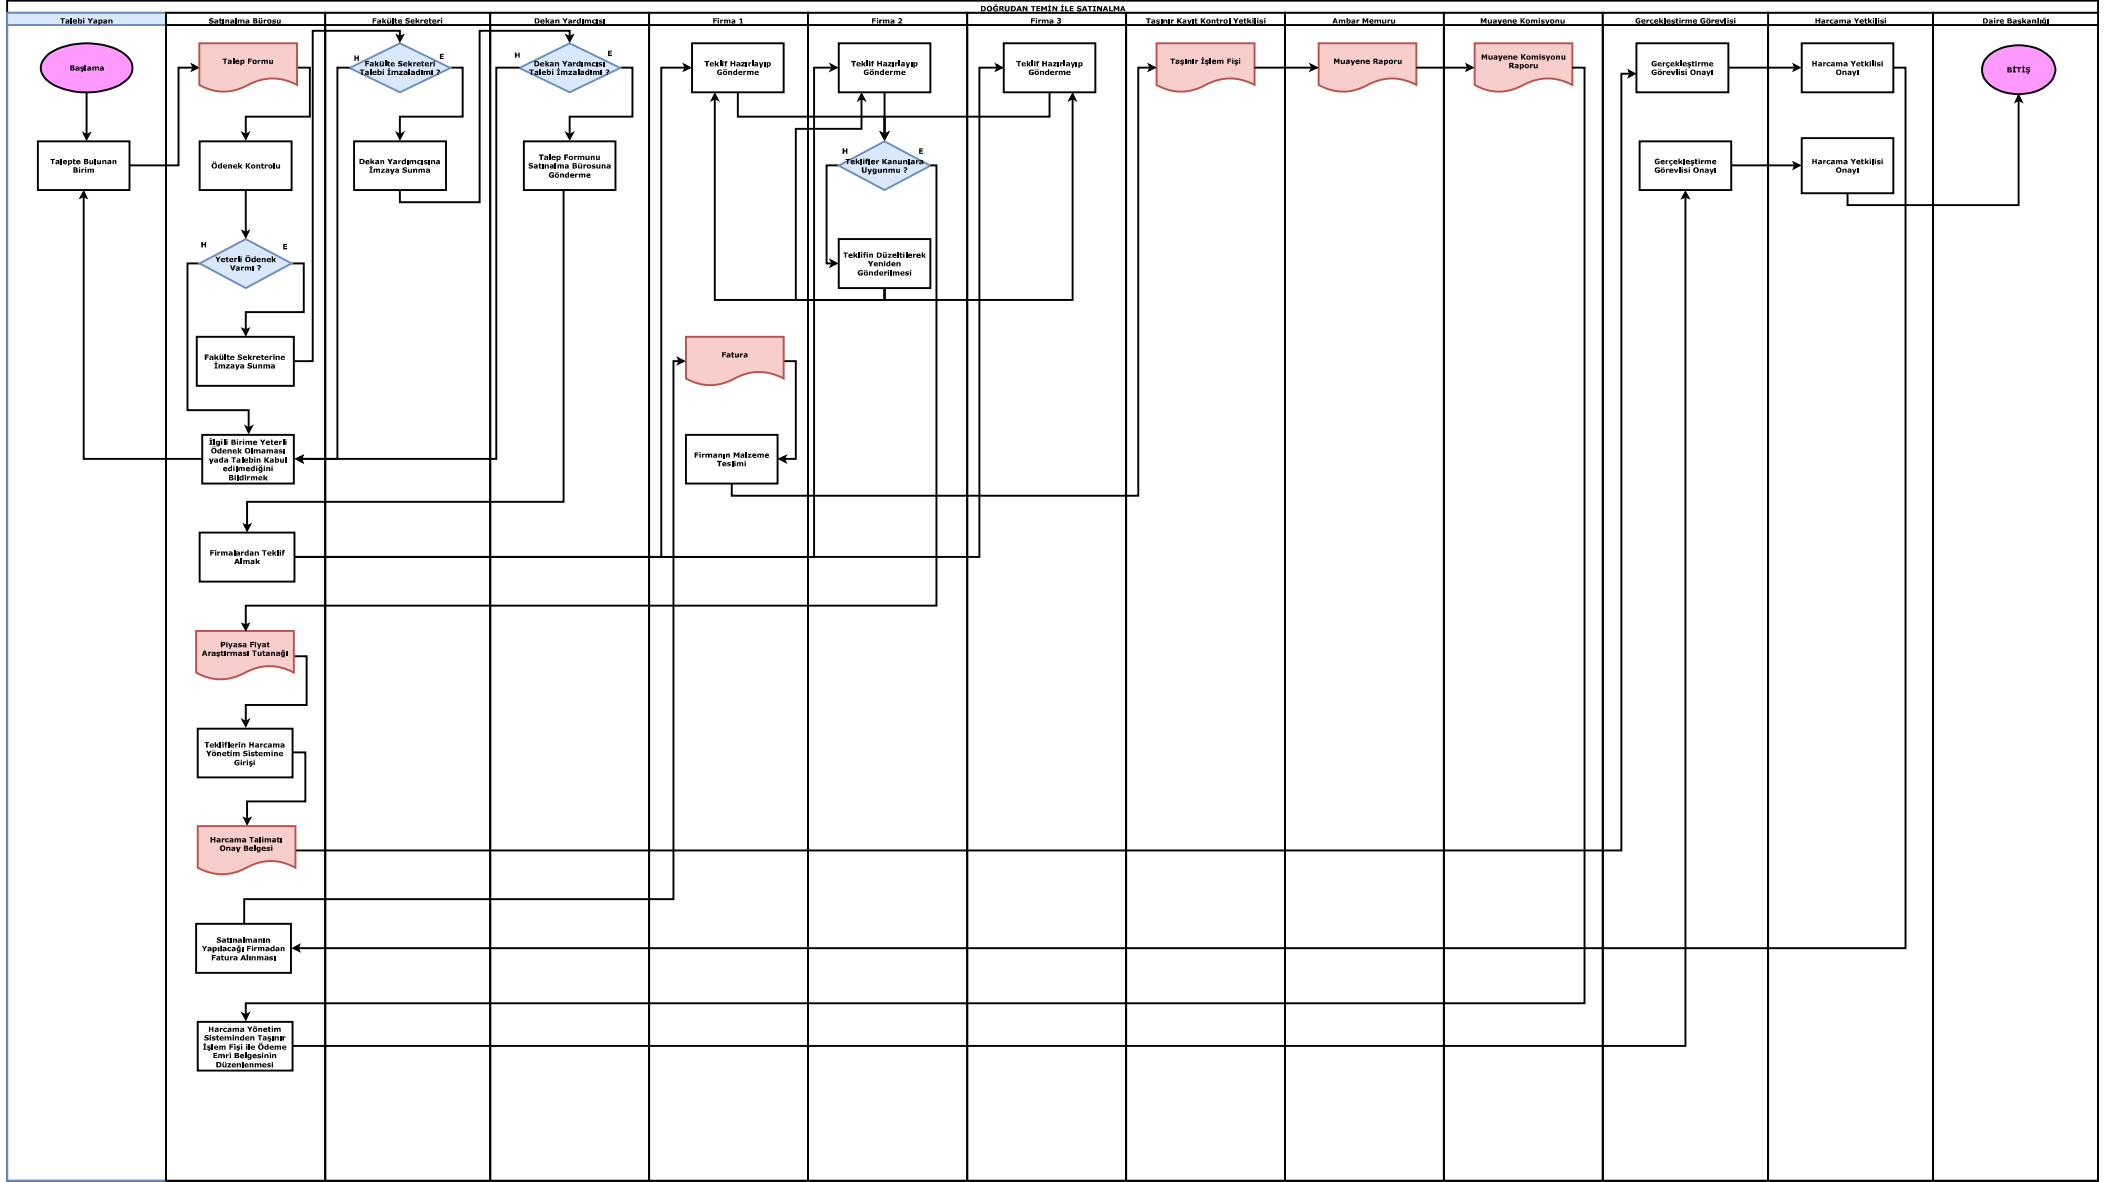 DOĞRUDAN TEMİN İLE SATINALMA
Talebi Yapan
Satınalma Bürosu
Fakülte Sekreteri
Dekan Yardımcısı
Firma 1
Firma 2
Firma 3
Taşınır Kayıt Kontrol Yetkilisi
Ambar Memuru
Muayene Komisyonu
Gerçekleştirme Görevlisi
Harcama Yetkilisi
Daire Başkanlığı
Başlama
Talepte Bulunan
Birim
Talep Formu
Ödenek Kontrolu
H
E
Yeterli Ödenek
Varmı ?
Fakülte Sekreterine
İmzaya Sunma
İlgili Birime Yeterli
Ödenek Olmaması
yada Talebin Kabul
edilmediğini
Bildirmek
Firmalardan Teklif
Almak
Piyasa Fiyat
Araştırması Tutanağı
Tekliflerin Harcama
Yönetim Sistemine
Girişi
Harcama Talimatı
Onay Belgesi
Satınalmanın
Yapılacağı Firmadan
Fatura Alınması
Harcama Yönetim
Sisteminden Taşınır
İşlem Fişi ile Ödeme
Emri Belgesinin
Düzenlenmesi
H
E
Fakülte Sekreteri
Talebi İmzaladımı ?
Dekan Yardımcısına
İmzaya Sunma
H
E
Dekan Yardımcısı
Talebi İmzaladımı ?
Talep Formunu
Satınalma Bürosuna
Gönderme
Teklif Hazırlayıp
Gönderme
Fatura
Firmanın Malzeme
Teslimi
Teklif Hazırlayıp
Gönderme
H
E
Teklifler Kanunlara
Uygunmu ?
Teklifin Düzeltilerek
Yeniden
Gönderilmesi
Teklif Hazırlayıp
Gönderme
Taşınır İşlem Fişi
Muayene Raporu
Muayene Komisyonu
Raporu
Gerçekleştirme
Görevlisi Onayı
Gerçekleştirme
Görevlisi Onayı
Harcama Yetkilisi
Onayı
Harcama Yetkilisi
Onayı
BİTİŞ